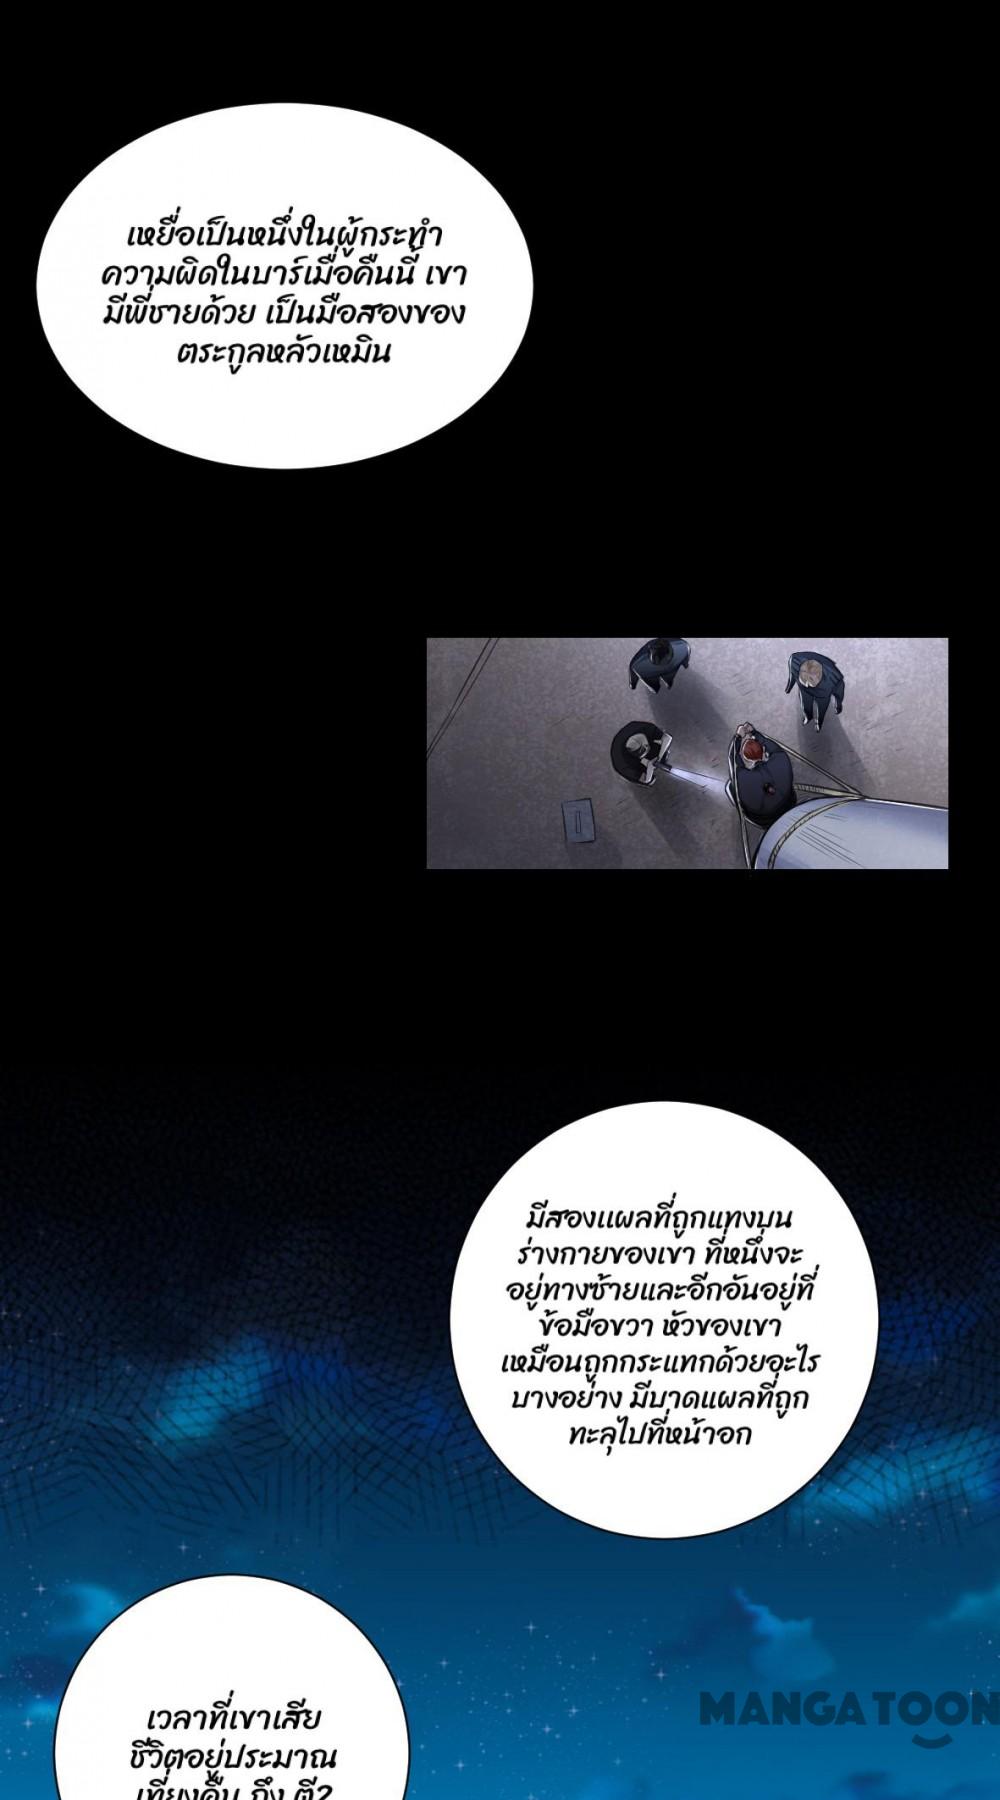 เหยื่อเป็นหนึ่งในผู้กระทำ
ความผิดในบาร์เมื่อคืนนี้ เขา
มีพี่ชายด้วย เป็นมือสองของ
ตระกูลหลัวเหมิน
มีสองแผลที่ถูกแทงบน
ร่างกายของเขา ที่หนึ่งจะ
อยู่ทางซ้ายและอีกอันอยู่ที่
ข้อมือขวา หัวของเขา
เหมือนถูกกระแทกด้วยอะไร
บางอย่าง มีบาดแผลที่ถูก
ทะลุไปที่หน้าอก
MANGATOON
เวลาที่เขาเสีย
ชีวิตอยู่ประมาณ
เที่ยงคืน ถึง ตี2